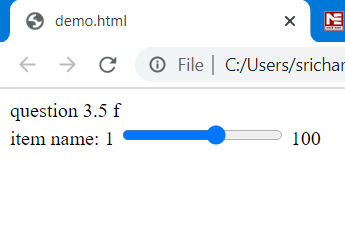 demo.html
File | C:/Users/srichar
question 3.5 f
item name: 1 100